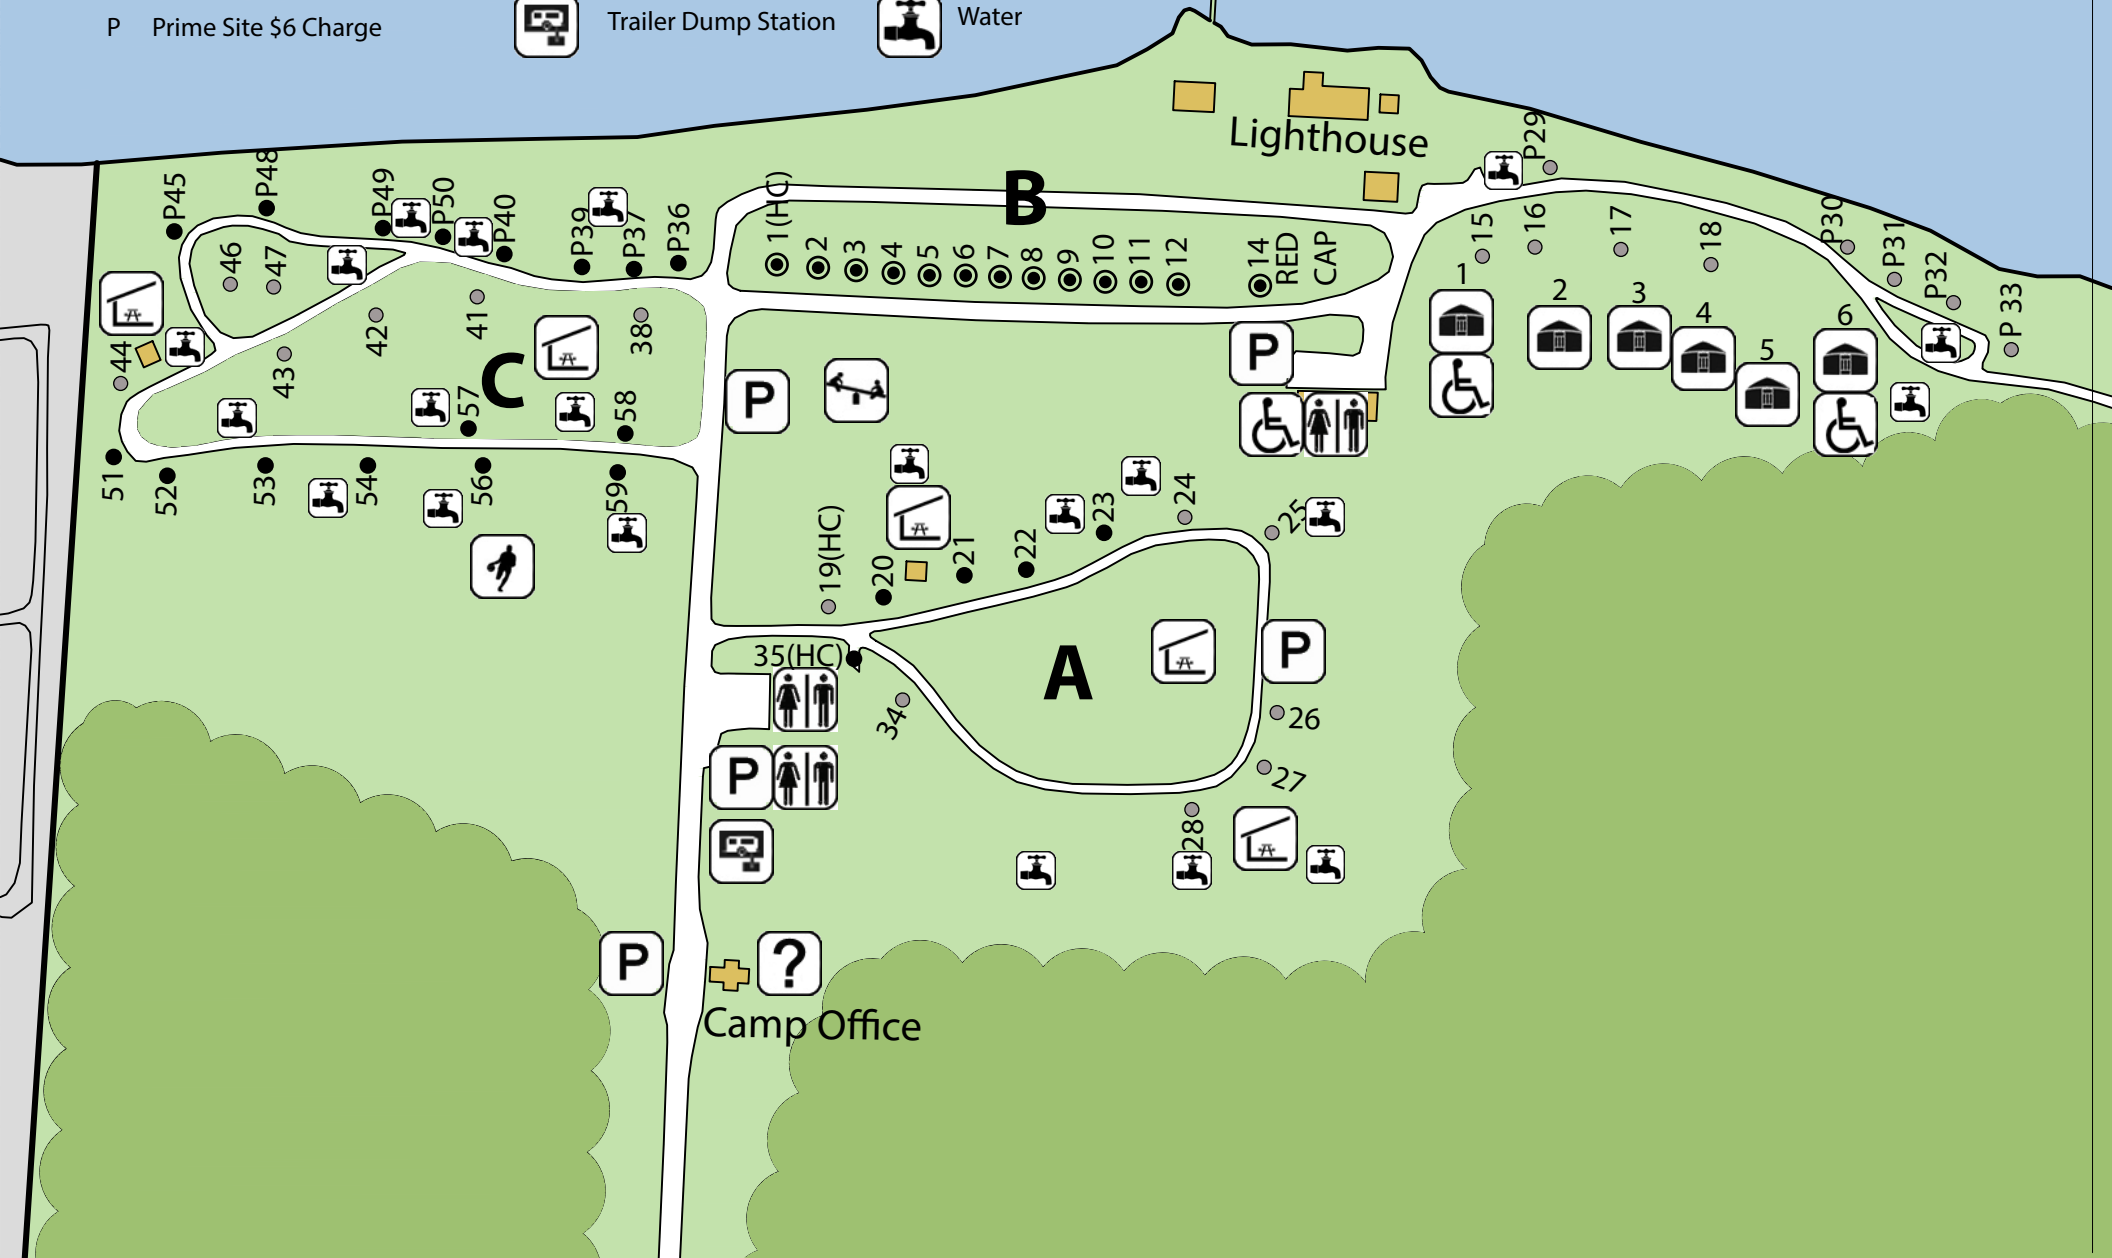 P Prime Site $6 Charge
Trailer Dump Station
Water
Lighthouse
P29
P45
P48
P49
P50
P40
P39
P37
P36
1(HC)
2
3
4
5
6
7
8
9
10
11
12
14
RED
CAP
B
15
16
17
18
P30
P31
P32
P 33
46
47
44
43
42
41
38
C
1
2
3
4
5
6
P
P
57
58
51
52
53
54
56
59
19(HC)
20
21
22
23
24
25
35(HC)
34
A
P
26
27
28
P
P
?
Camp Office